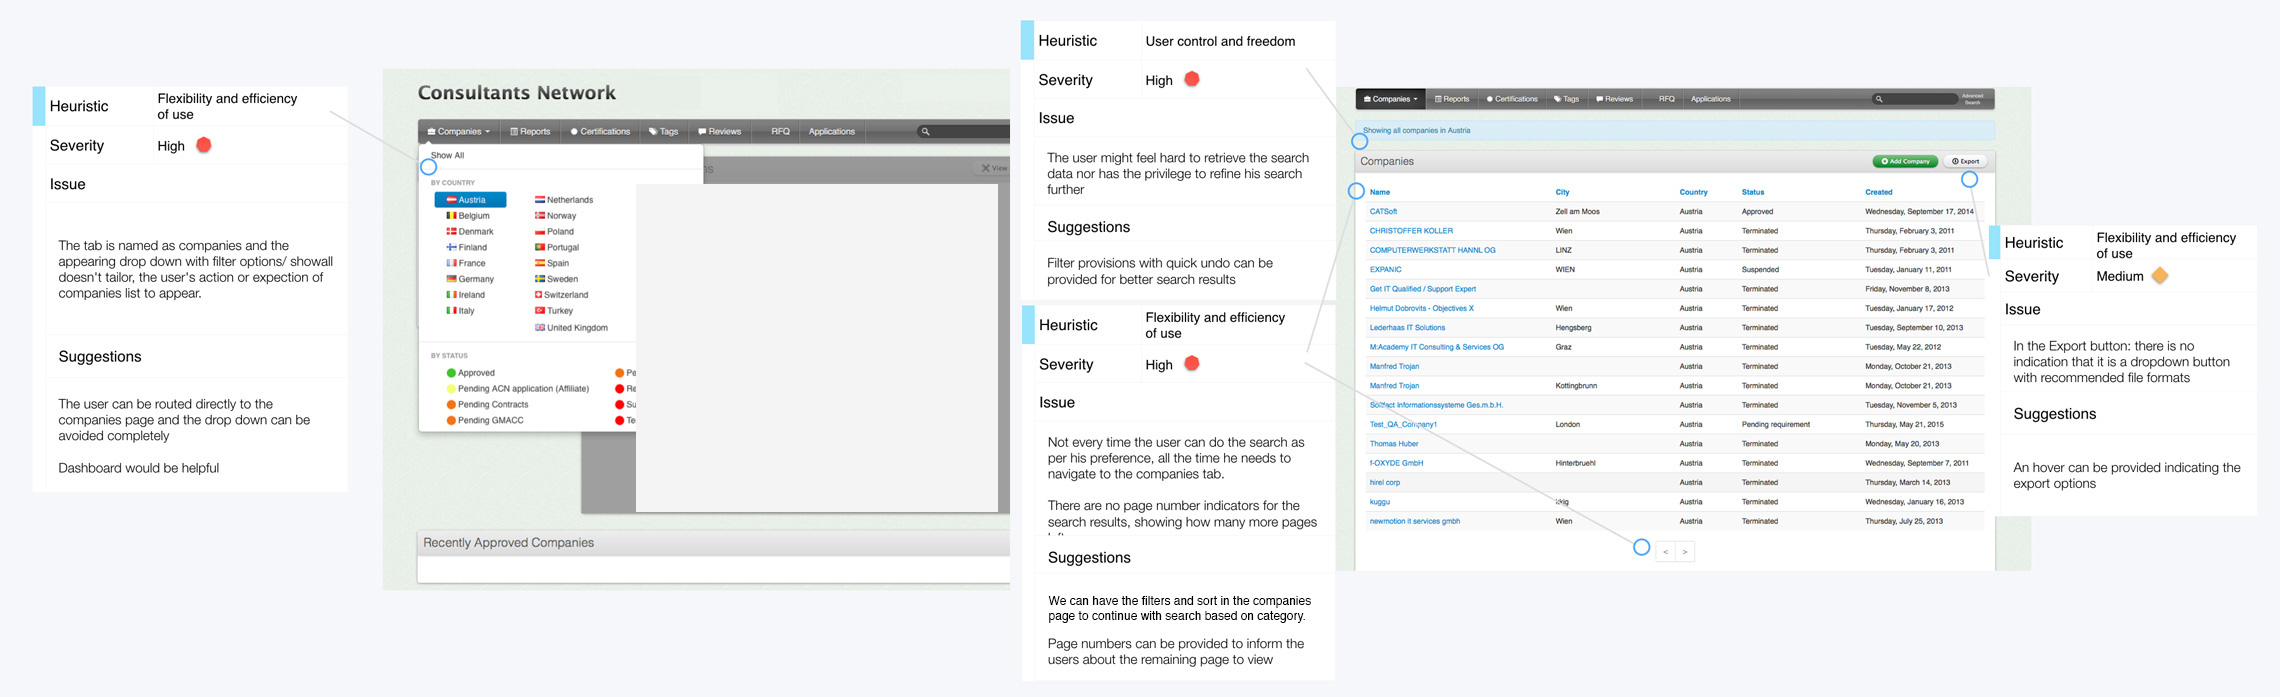 Heuristic
Flexibility and efficiency
of use
Severity
High
Issue
The tab is named as companies and the
appearing drop down with filter options/ showall
doesn't tailor, the user's action or expection of
companies list to appear.
Suggestions
The user can be routed directly to the
companies page and the drop down can be
avoided completely
Dashboard would be helpful
Consultants Network
Companies Reports Certifications Tags Reviews RFQ Applications
Show All
View
BY COUNTRY
Austria Netherlands
Belgium Norway
Denmark Poland
Finland Portugal
France Spain
Germany Sweden
Ireland Switzerland
Italy Turkey
United Kingdom
BY STATUS
Approved Pe
Pending ACN application (Affiliate) Re
Pending Contracts Su
Pending GMACC Te
Recently Approved Companies
Heuristic
User control and freedom
Severity
High
Issue
The user might feel hard to retrieve the search
data nor has the privilege to refine his search
further
Suggestions
Filter provisions with quick undo can be
provided for better search results
Heuristic
Flexibility and efficiency
of use
Severity
High
Issue
Not every time the user can do the search as
per his preference, all the time he needs to
navigate to the companies tab.
There are no page number indicators for the
search results, showing how many more pages
Suggestions
We can have the filters and sort in the companies
page to continue with search based on category.
Page numbers can be provided to inform the
users about the remaining page to view
Companies Reports Certifications Tags Reviews RFQ Applications
Advanced
Search
Showing all companies in Austria
Companies
Add Company Export
Name City Country Status Created
CATSoft Zell am Moos Austria Approved Wednesday, September 17, 2014
CHRISTOFFER KOLLER Wien Austria Terminated Thursday, February 3, 2011
COMPUTERWERKSTATT HANNL OG LINZ Austria Terminated Thursday, February 3, 2011
EXPANIC WIEN Austria Suspended Tuesday, January 11, 2011
Get IT Qualified / Support Expert Austria Terminated Friday, November 8, 2013
Helmut Dobrovits - Objectives X Wien Austria Terminated Tuesday, January 17, 2012
Lederhaas IT Solutions Hengsberg Austria Terminated Tuesday, September 10, 2013
M:Academy IT Consulting & Services OG Graz Austria Terminated Tuesday, May 22, 2012
Manfred Trojan Austria Terminated Monday, October 21, 2013
Manfred Trojan Kottingbrunn Austria Terminated Monday, October 21, 2013
Informationssysteme Ges.m.b.H. Austria Terminated Tuesday, November 5, 2013
Test_QA_Company1 London Austria Pending requirement Thursday, May 21, 2015
Thomas Huber Austria Terminated Monday, May 20, 2013
f-OXYDE GmbH Hinterbruehl Austria Terminated Wednesday, September 7, 2011
hirel corp Austria Terminated Thursday, March 14, 2013
kuggu Austria Terminated Wednesday, January 16, 2013
newmotion it services gmbh Wien Austria Terminated Thursday, July 25, 2013
< >
Heuristic
Flexibility and efficiency
of use
Severity
Medium
Issue
In the Export button: there is no
indication that it is a dropdown button
with recommended file formats
Suggestions
An hover can be provided indicating the
export options